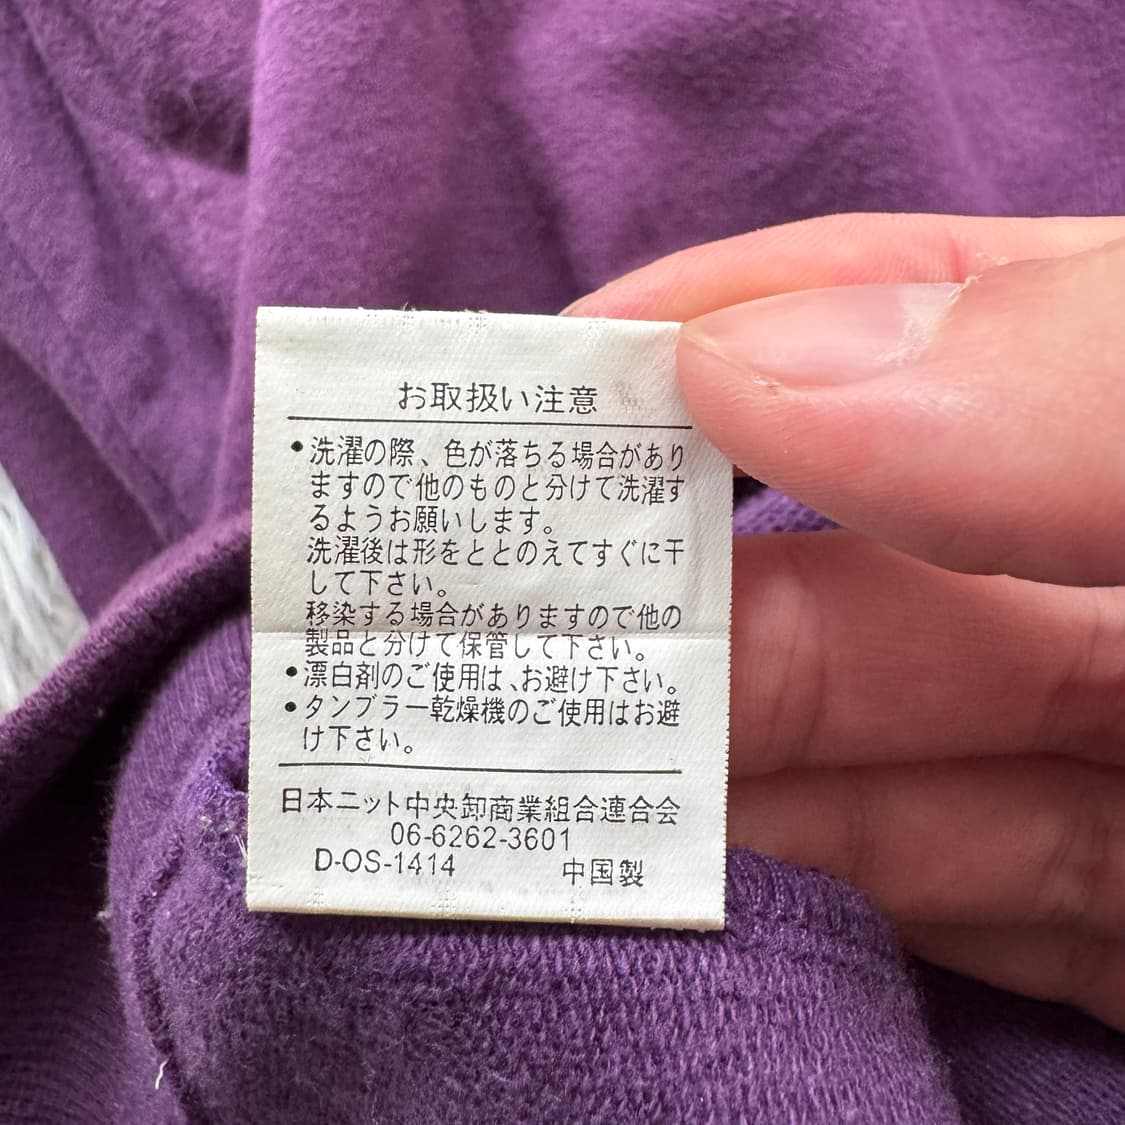 お取扱い注意
•洗濯の際、色が落ちる場合があり
ますので他のものと分けて洗濯す
るようお願いします。
洗濯後は形をととのえてすぐに干
して下さい。
移染する場合がありますので他の
製品と分けて保管して下さい。
•漂白剤のご使用は、お避け下さい。
•タンブラー乾燥機のご使用はお避
け下さい。
日本ニット中央卸商業組合連合会
06-6262-3601
D-OS-1414 中国製